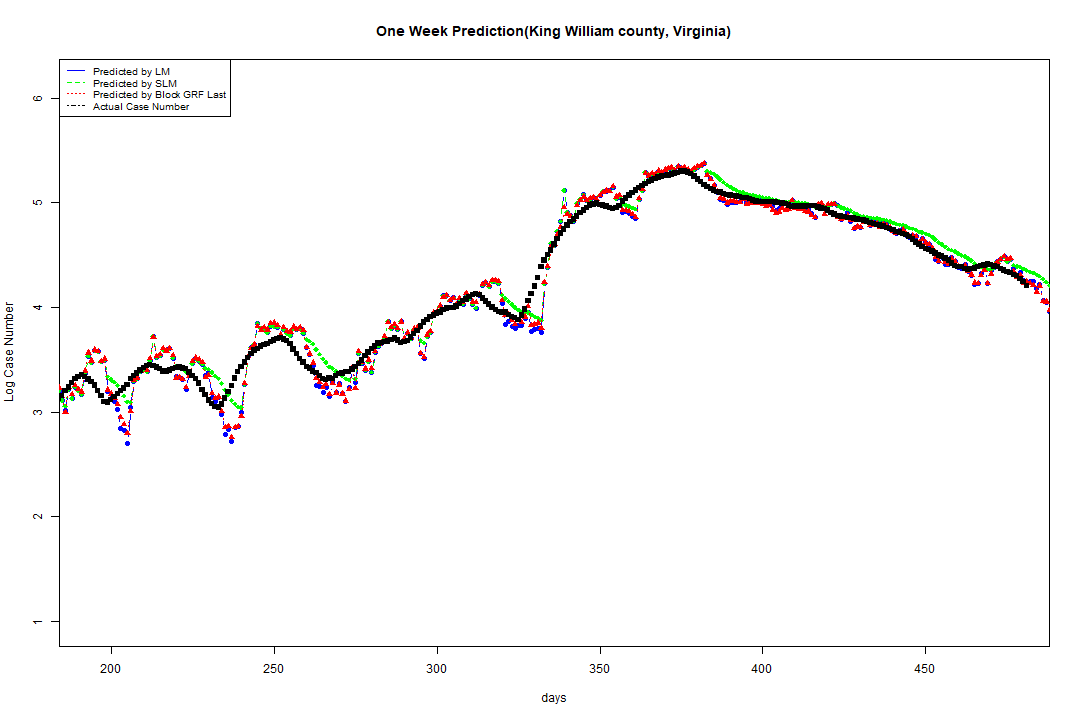 One Week Prediction(King William county, Virginia)
Predicted by LM
Predicted by SLM
Predicted by Block GRF Last
Actual Case Number
6
5
4
3
2
1
Log Case Number
200 250 300 350 400 450
days